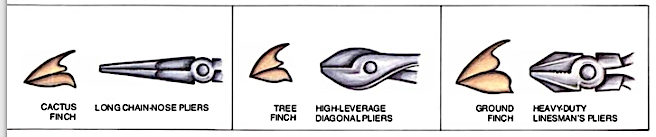 CACTUS
FINCH
LONG CHAIN-NOSE PLIERS
TREE
FINCH
HIGH-LEVERAGE
DIAGONAL PLIERS
GROUND
FINCH
HEAVY-DUTY
LINESMAN'S PLIERS